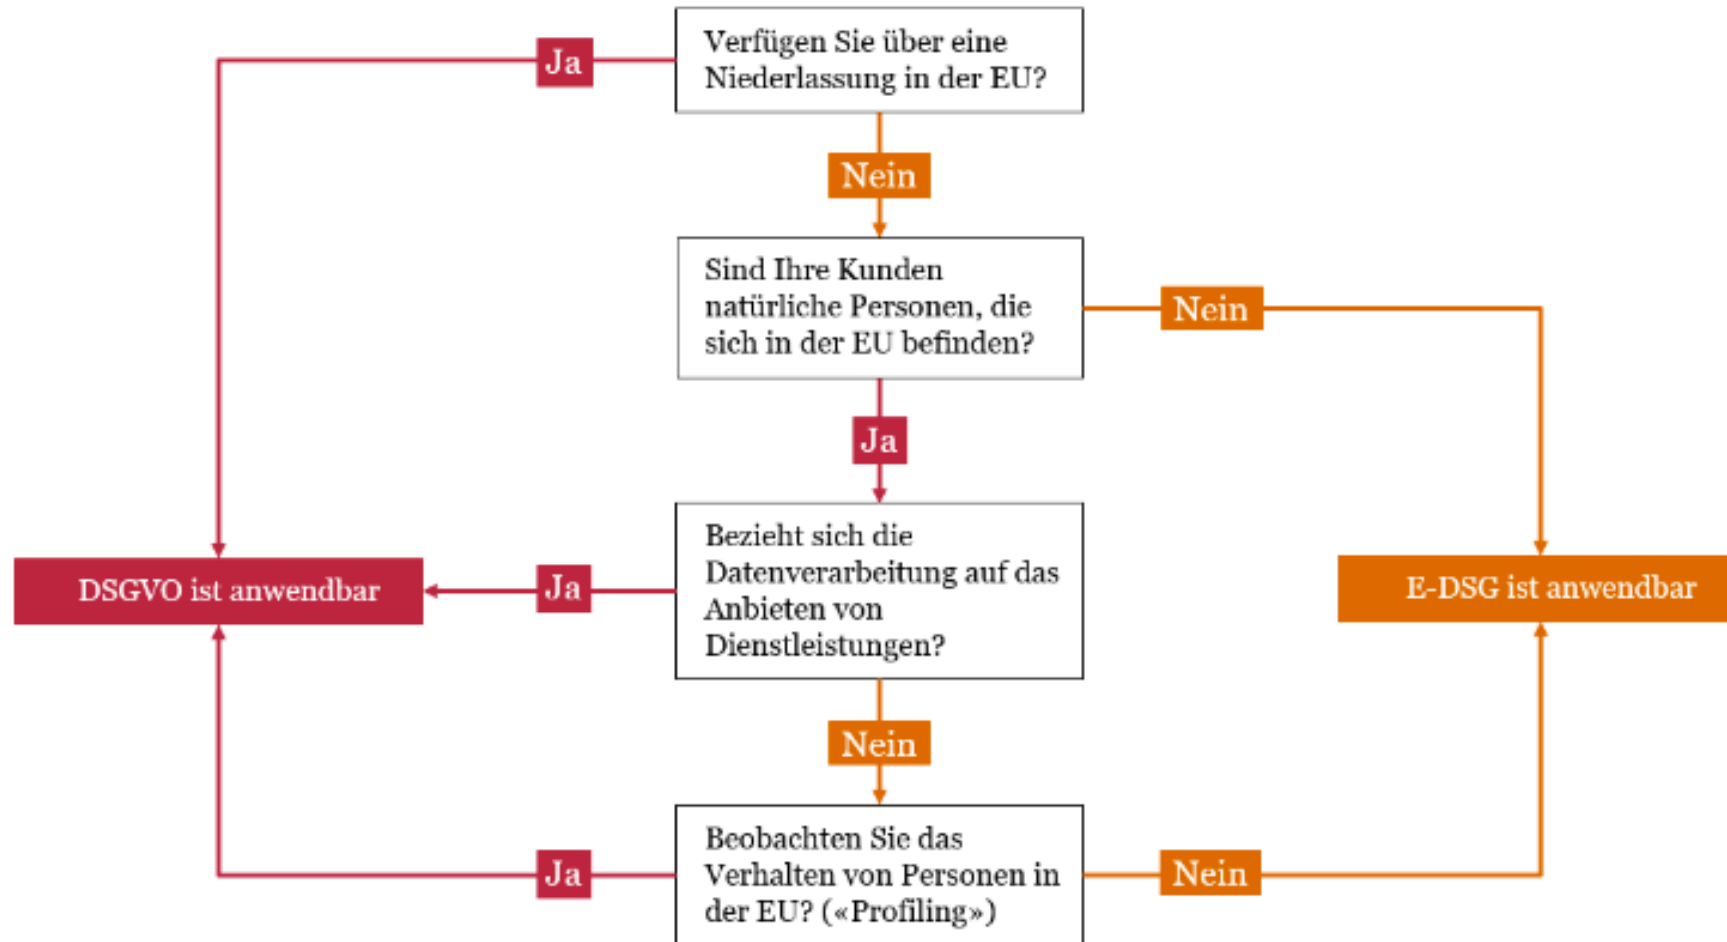 Verfügen Sie über eine
Niederlassung in der EU?
Ja
Nein
Sind Ihre Kunden
natürliche Personen, die
sich in der EU befinden?
Nein
Ja
Bezieht sich die
Datenverarbeitung auf das
Anbieten von
Dienstleistungen?
Ja
DSGVO ist anwendbar
E-DSG ist anwendbar
Nein
Beobachten Sie das
Verhalten von Personen in
der EU? («Profiling»)
Ja
Nein